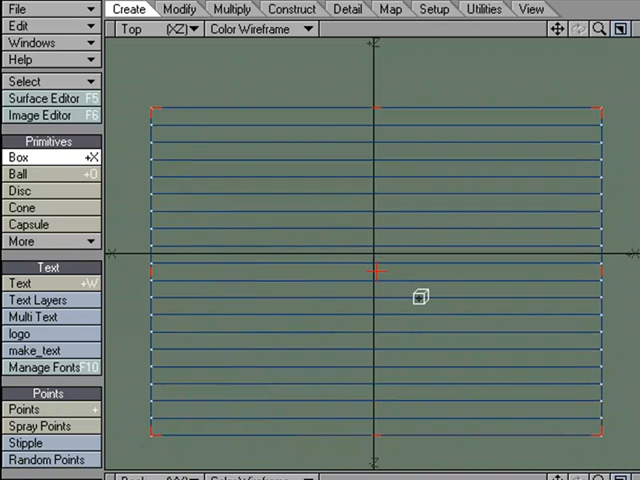 File
Create Modify Multiply Construct Detail Map Setup Utilities View
Edit
Top (XZ) Color Wireframe
Windows
Help
Select
Surface Editor F5
Image Editor F6
Primitives
Box +X
Ball +O
Disc
Cone
Capsule
More
Text
Text +W
Text Layers
Multi Text
logo
make_text
Manage Fonts F10
Points
Points +
Spray Points
Stipple
Random Points
+Z
-X
+X
-Z